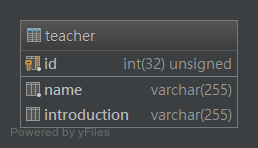 teacher
id int(32) unsigned
name varchar(255)
introduction varchar(255)
Powered by yFiles